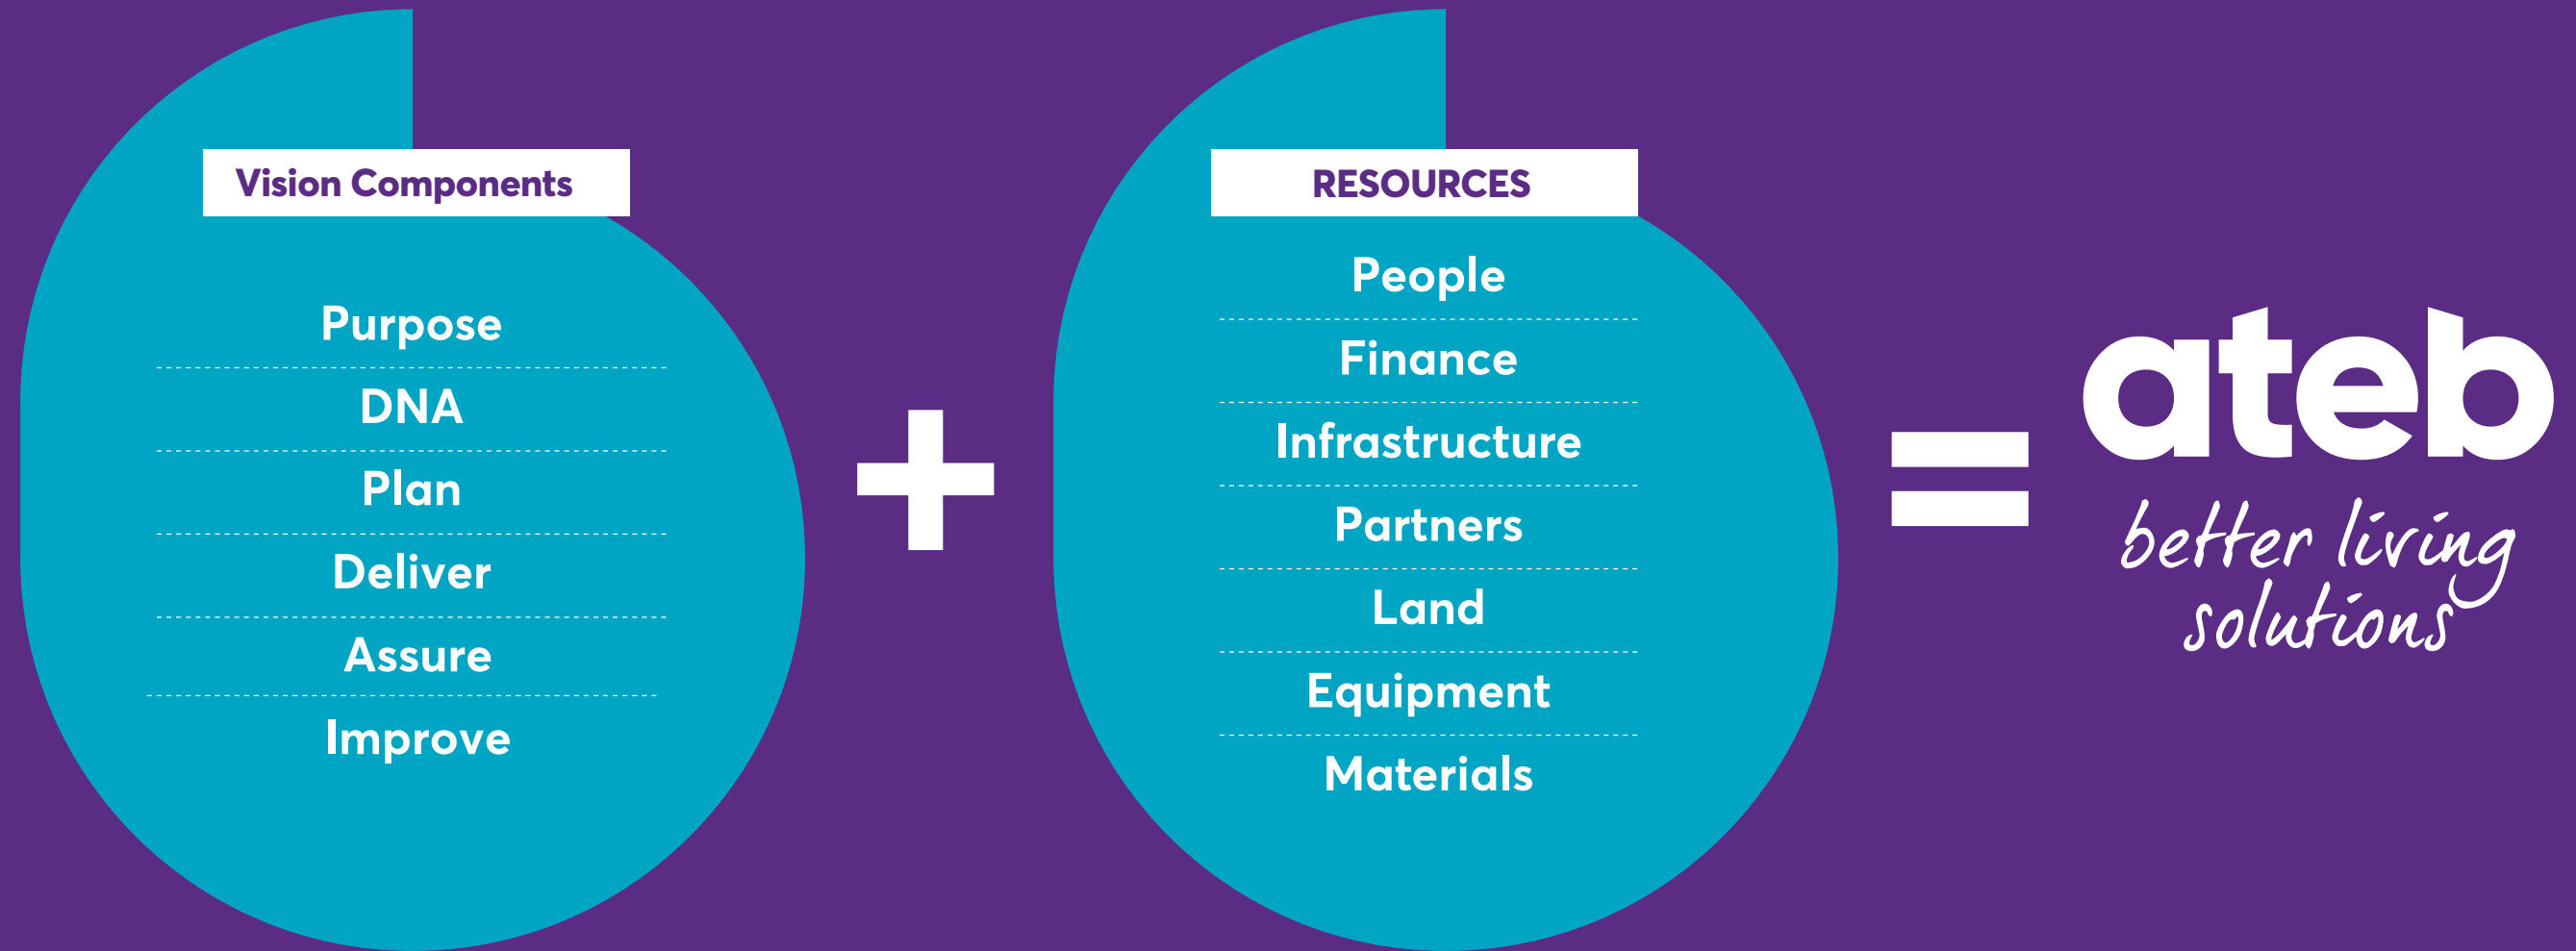 Vision Components
Purpose
DNA
Plan
Deliver
Assure
Improve
+
RESOURCES
People
Finance
Infrastructure
Partners
Land
Equipment
Materials
=
ateb
better living
solutions